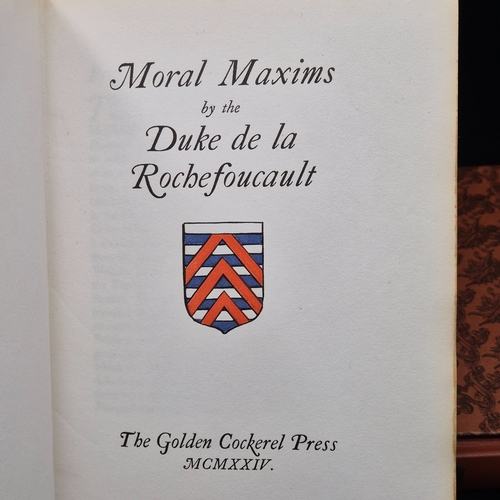 Moral Maxims
by the
Duke de la
Rochefoucault
The Golden Cockerel Press
MCMXXIV.